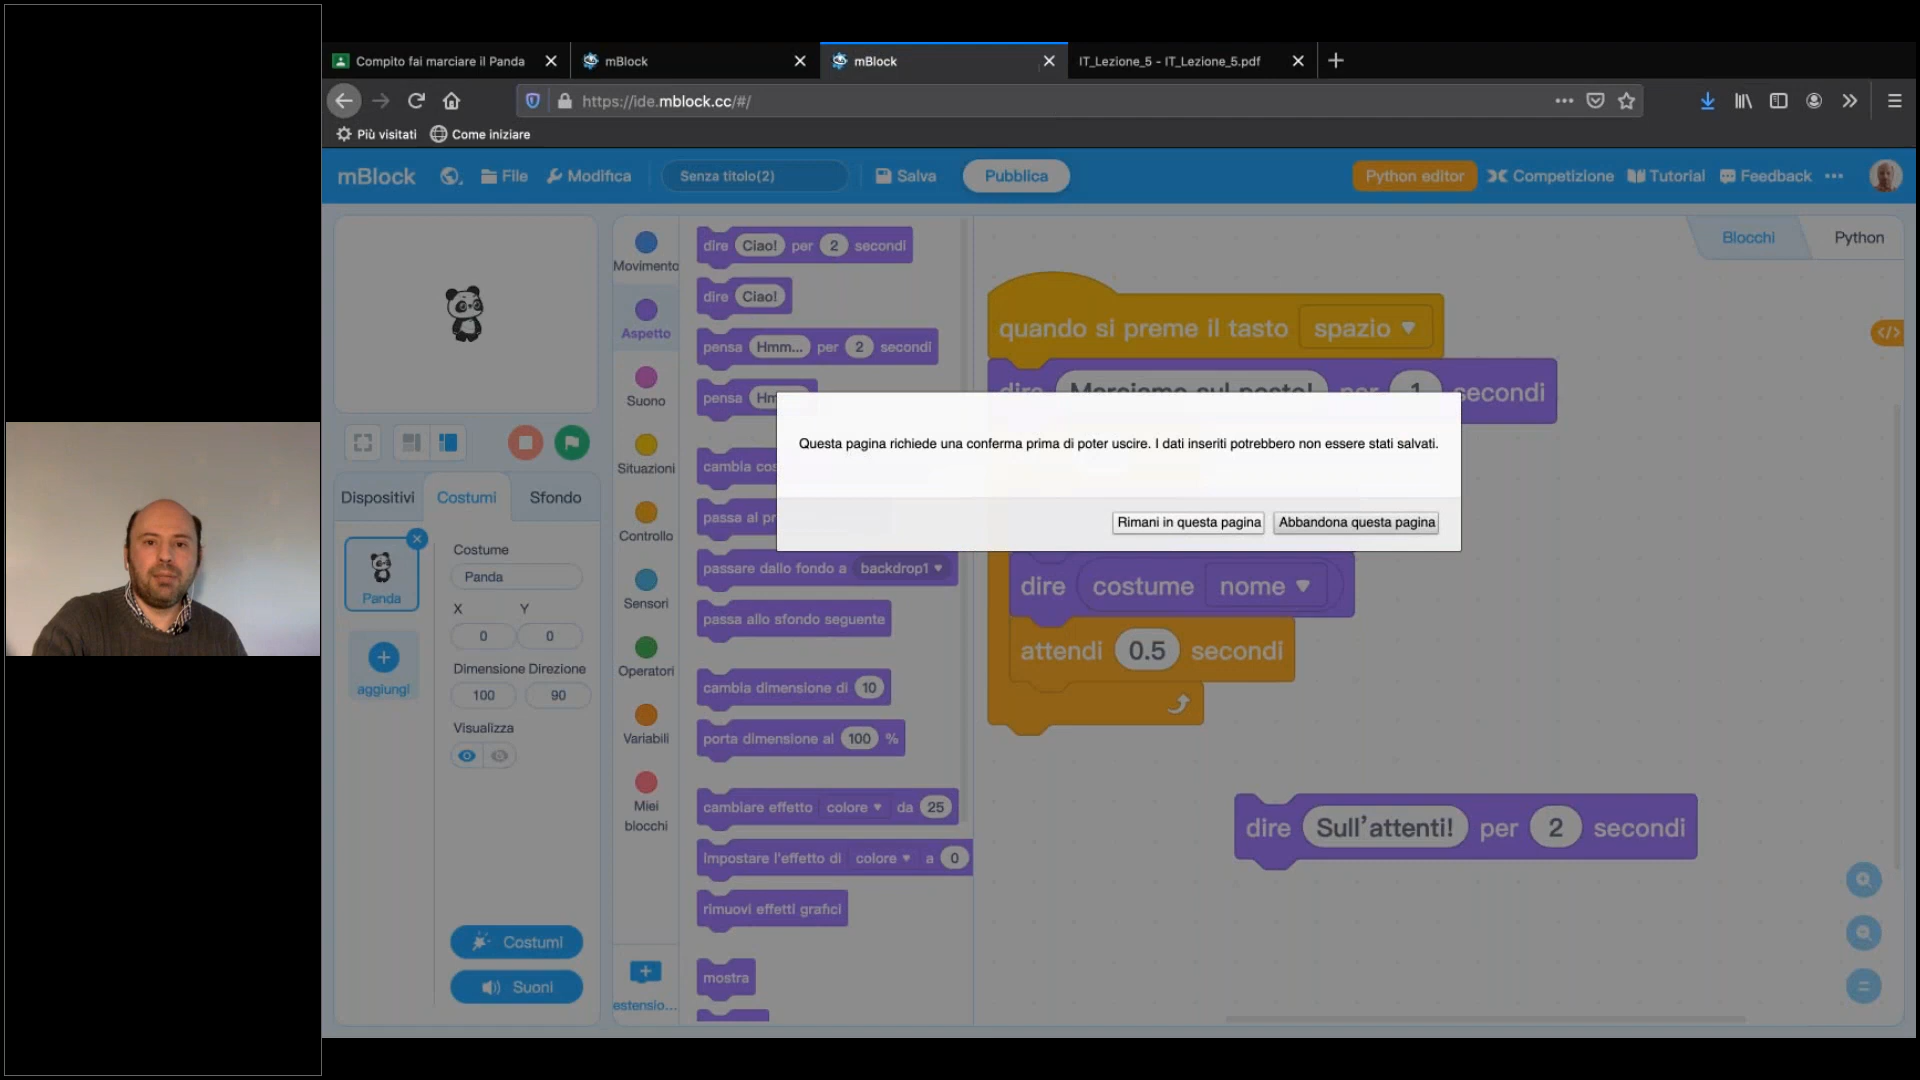 Compito fai marciare il Panda
mBlock
mBlock
IT_Lezione_5 - IT_Lezione_5.pdf
https://ide.mblock.cc/#/
Più visitati
Come iniziare
mBlock
File
Modifica
Senza titolo(2)
Salva
Pubblica
Python editor
Competizione
Tutorial
Feedback
Blocchi
Python
Dispositivi
Costumi
Sfondo
Panda
aggiungi
Costume
Panda
X
Y
0
0
Dimensione
Direzione
100
90
Visualizza
Costumi
Suoni
Movimento
Aspetto
Suono
Situazioni
Controllo
Sensori
Operatori
Variabili
Miei
blocchi
estensio...
dire Ciao! per 2 secondi
dire Ciao!
pensa Hmm... per 2 secondi
pensa
cambia
passa al
passare dallo fondo a backdrop1
passa allo sfondo seguente
cambia dimensione di 10
porta dimensione al 100 %
cambiare effetto colore da 25
impostare l'effetto di colore a 0
rimuovi effetti grafici
mostra
quando si preme il tasto spazio
dire Marciamo sul posto! per 1 secondi
dire costume nome
attendi 0.5 secondi
dire Sull'attenti! per 2 secondi
Questa pagina richiede una conferma prima di poter uscire. I dati inseriti potrebbero non essere stati salvati.
Rimani in questa pagina
Abbandona questa pagina